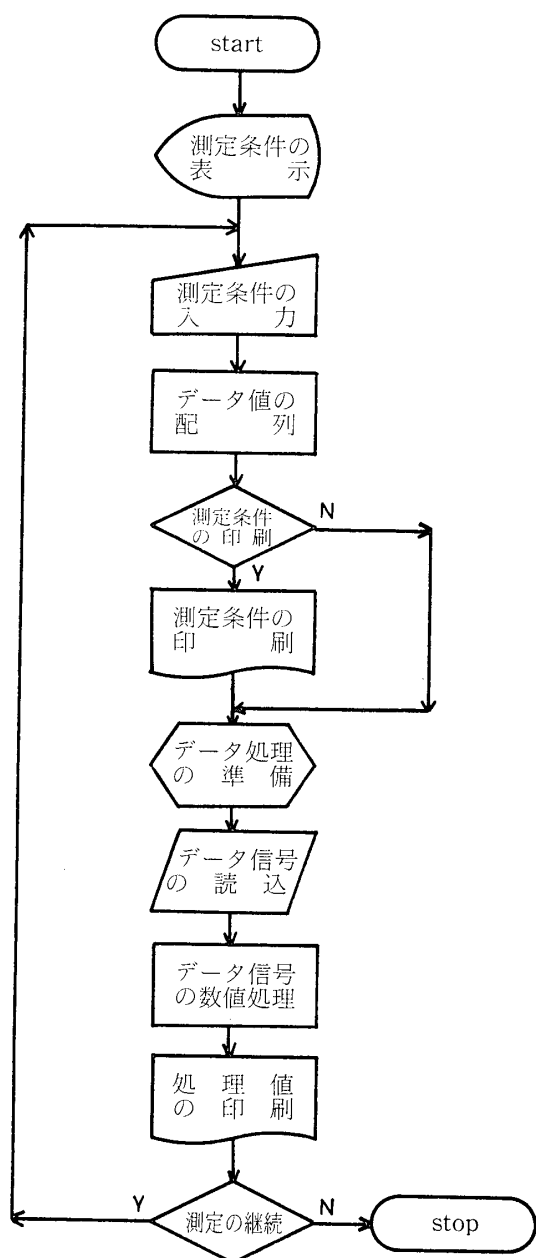 start
測定条件の
表示
測定条件の
入力
データ値の
配列
測定条件
の印刷
N
Y
測定条件の
印刷
データ処理
の準備
データ信号
の読込
データ信号
の数値処理
処理値
の印刷
Y
測定の継続
N
stop